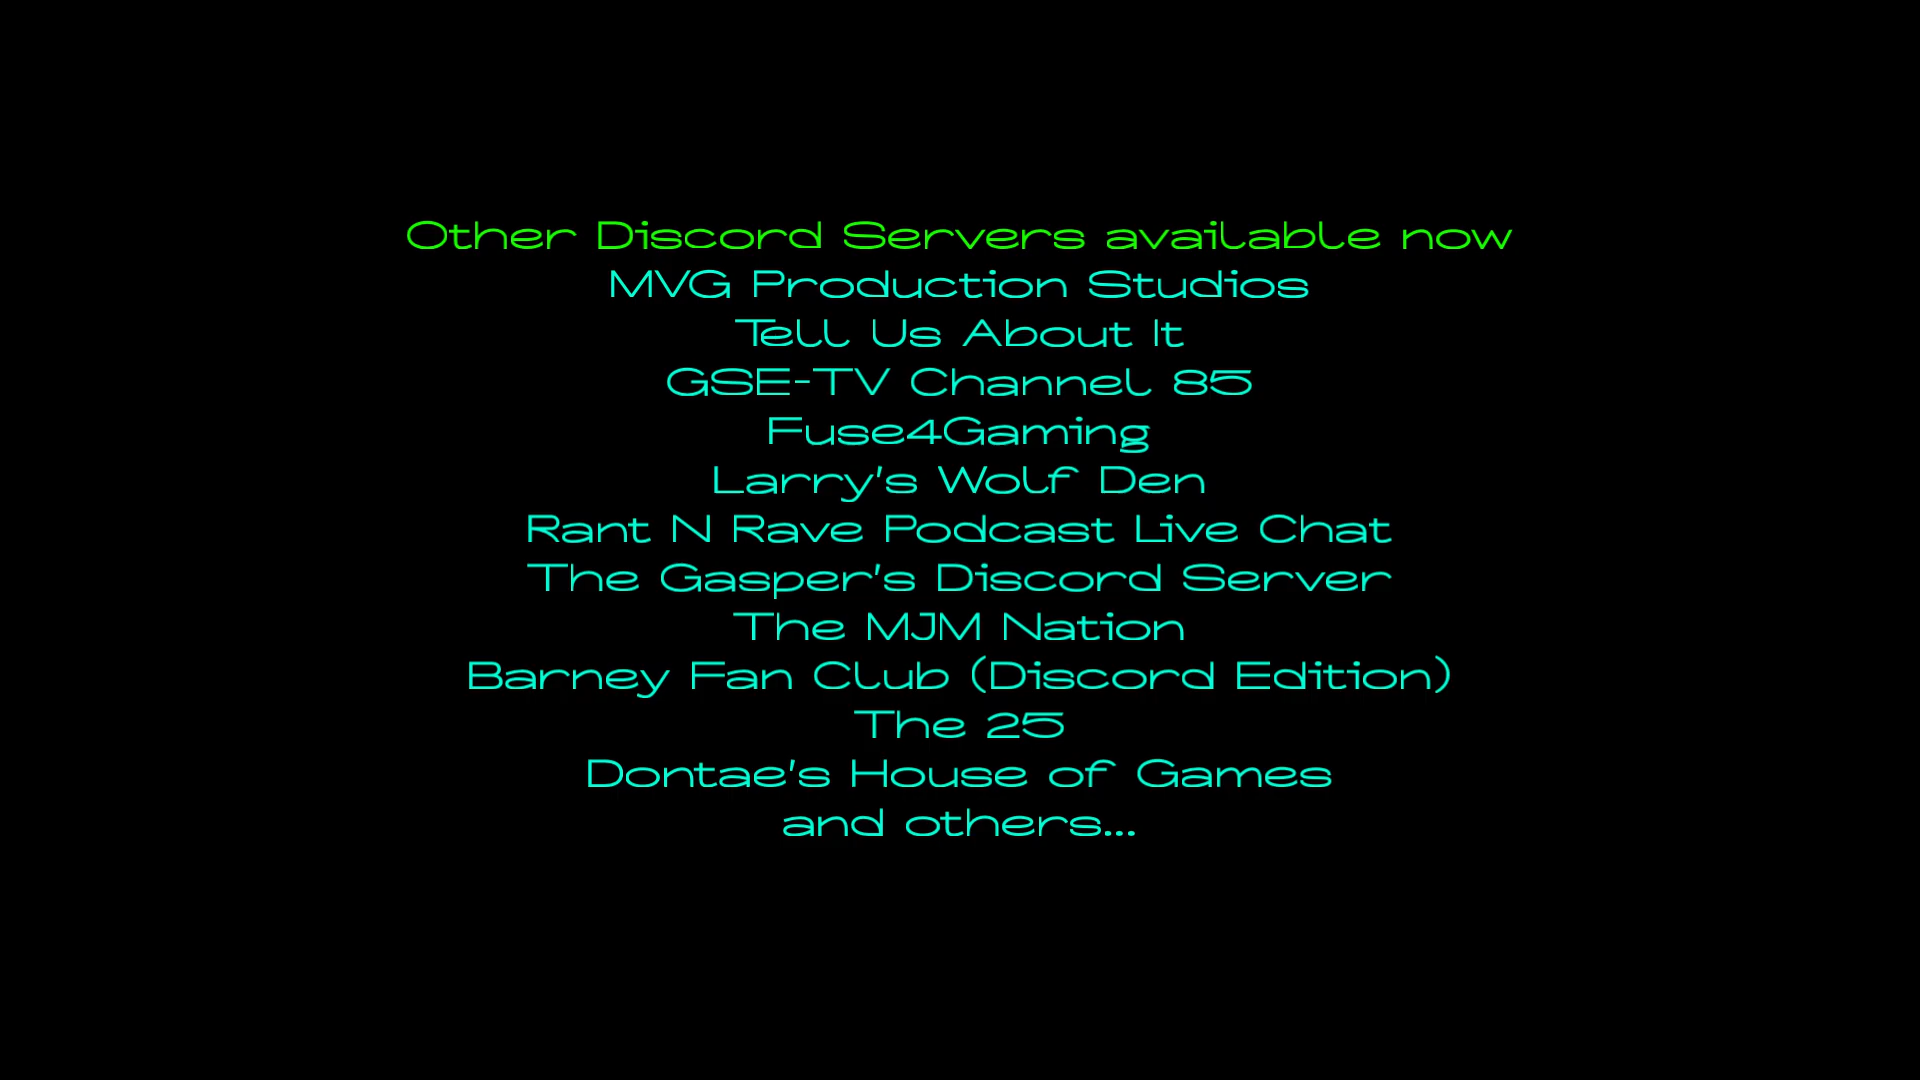 Other Discord Servers available now
MVG Production Studios
Tell Us About It
GSE-TV Channel 85
Fuse4Gaming
Larry's Wolf Den
Rant N Rave Podcast Live Chat
The Gasper's Discord Server
The MJM Nation
Barney Fan Club (Discord Edition)
The 25
Dontae's House of Games
and others...